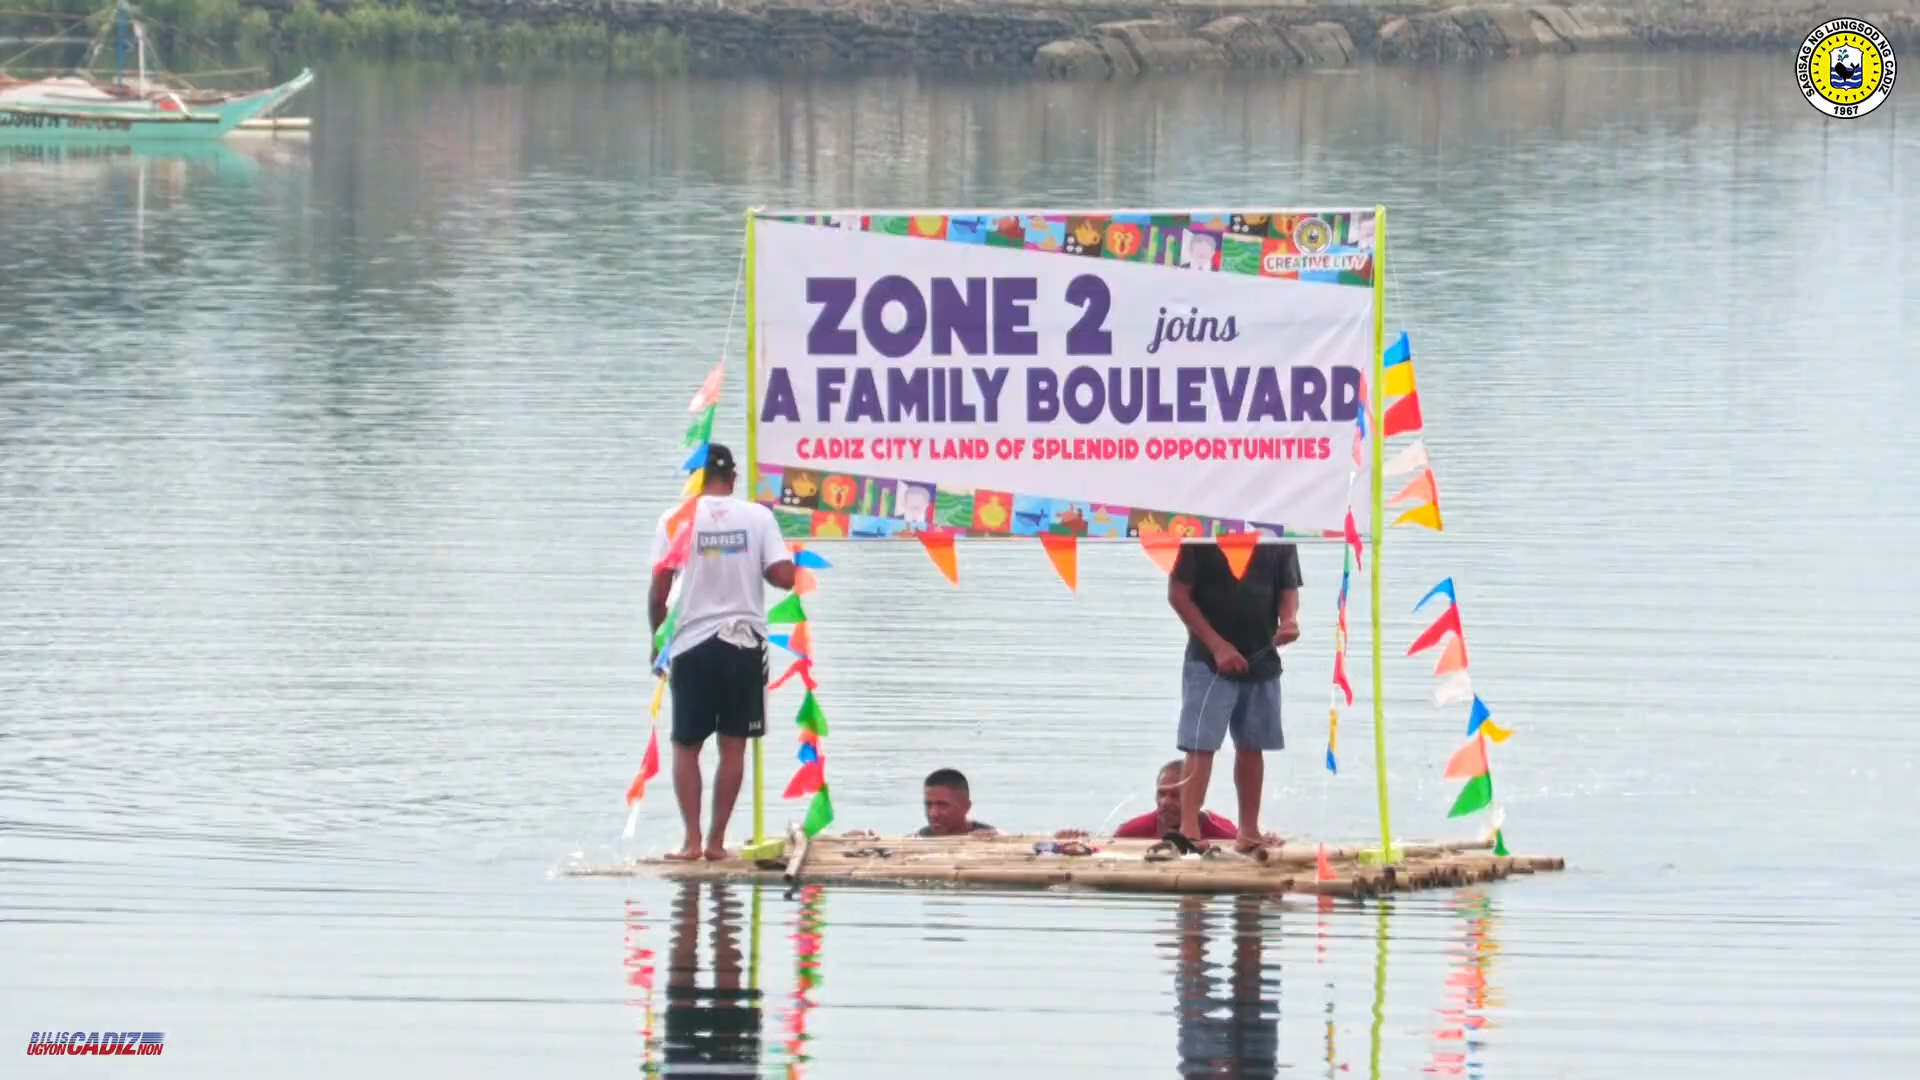 SAGISAG NG LUNGSOD NG CADIZ
1967
CREATIVE CITY
ZONE 2 joins
A FAMILY BOULEVARD
CADIZ CITY LAND OF SPLENDID OPPORTUNITIES
BILIS
UGYON CADIZ NON